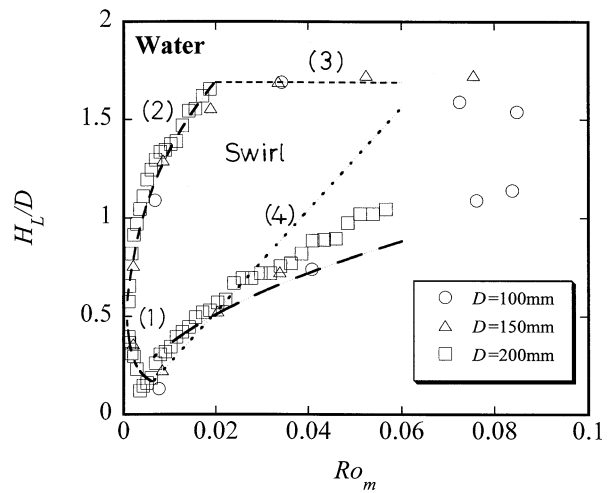 2
Water
(3)
(2)
1.5
Swirl
(4)
H_L/D
1
(1)
0.5
D=100mm
D=150mm
D=200mm
0
0 0.02 0.04 0.06 0.08 0.1
Ro_m